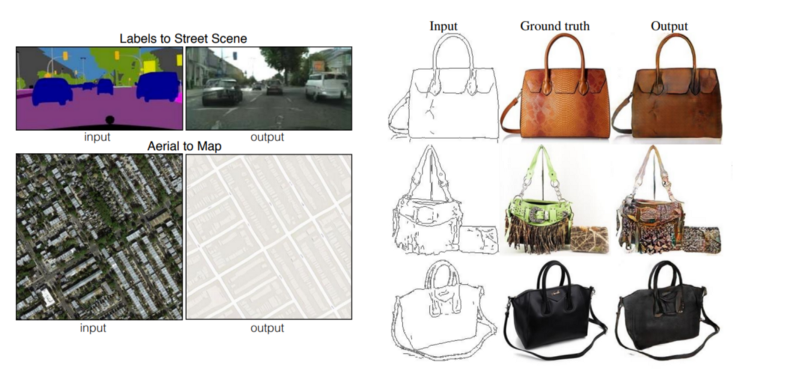 Labels to Street Scene
input
output
Aerial to Map
input
output
Input
Ground truth
Output